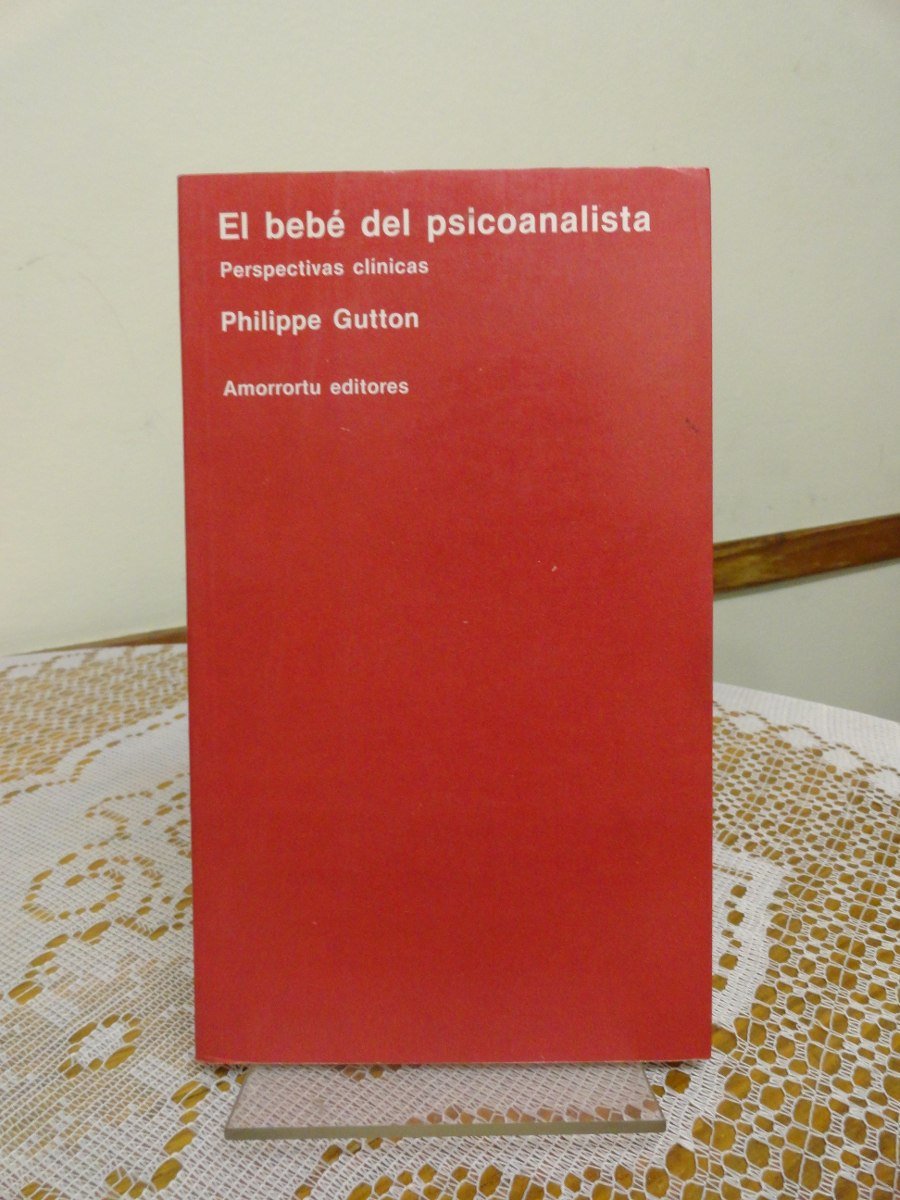 El bebé del psicoanalista
Perspectivas clínicas
Philippe Gutton
Amorrortu editores